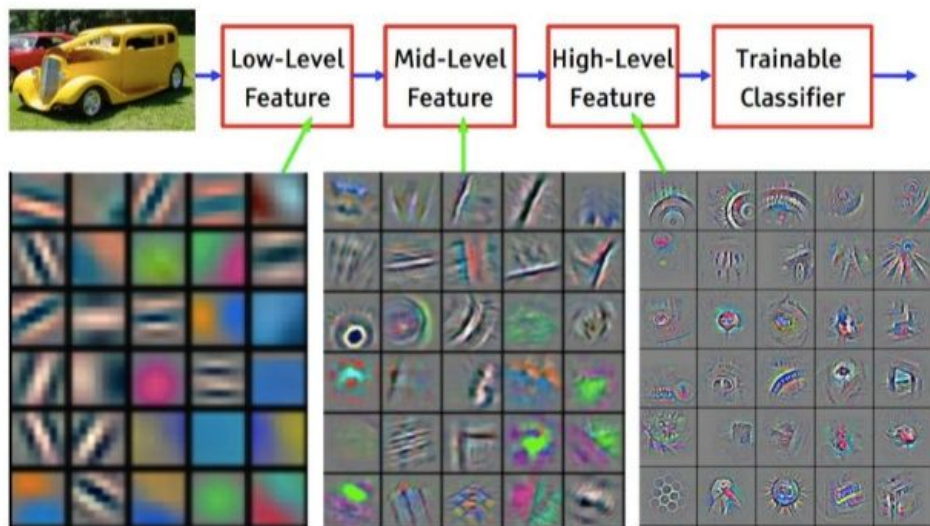 Low-Level
Feature
Mid-Level
Feature
High-Level
Feature
Trainable
Classifier